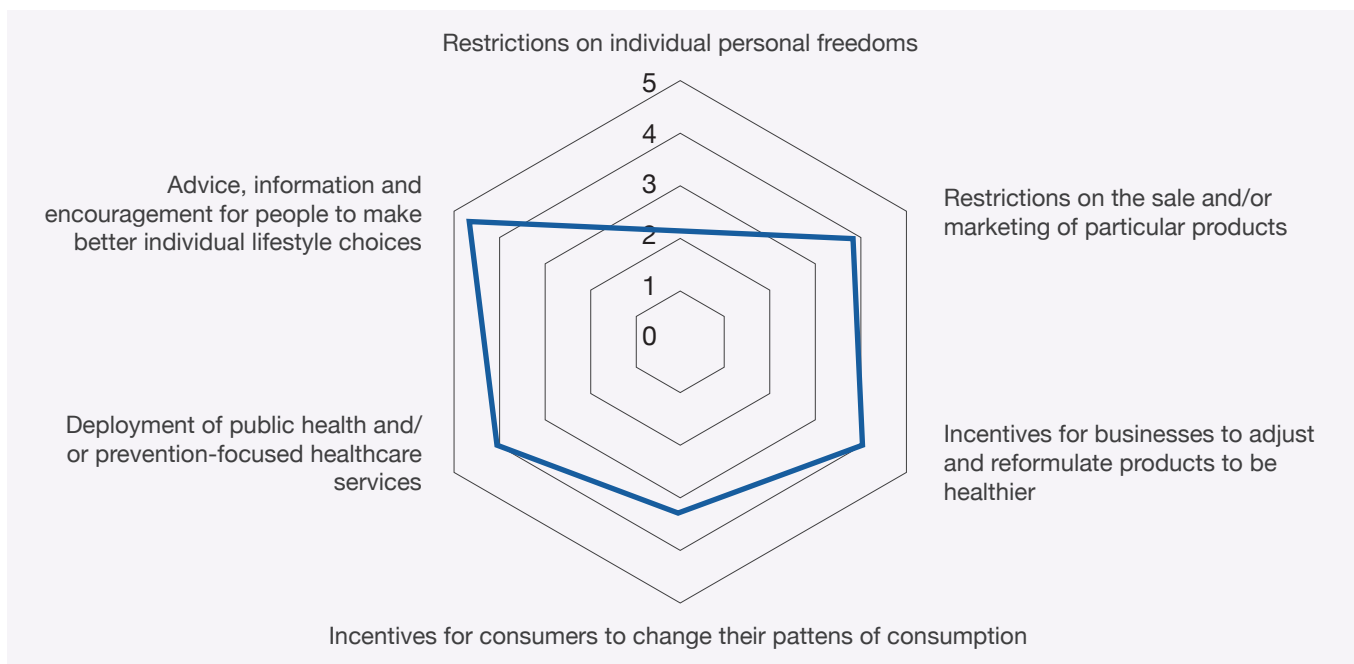 Restrictions on individual personal freedoms
5
4
3
2
1
0
Advice, information and
encouragement for people to make
better individual lifestyle choices
Restrictions on the sale and/or
marketing of particular products
Deployment of public health and/
or prevention-focused healthcare
services
Incentives for businesses to adjust
and reformulate products to be
healthier
Incentives for consumers to change their pattens of consumption